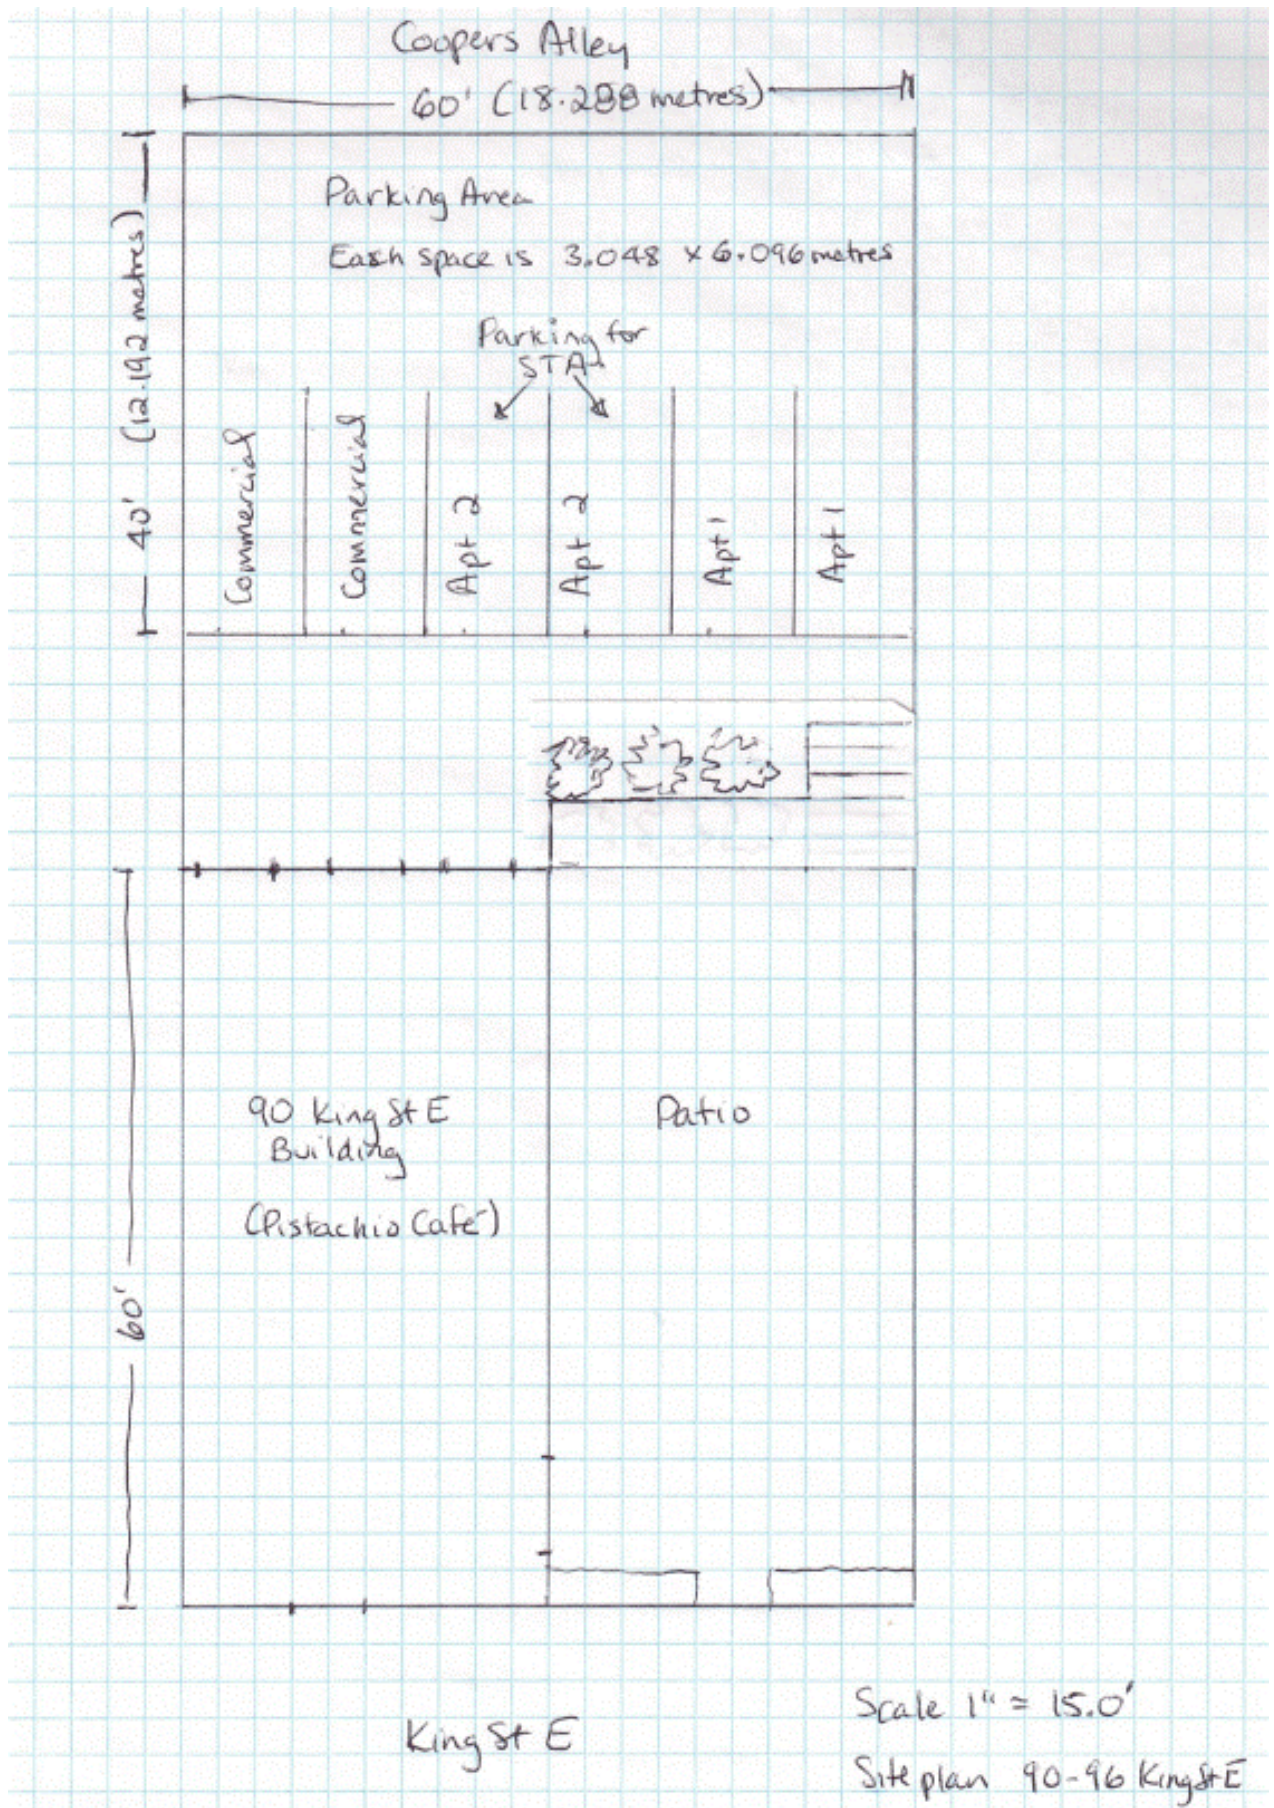 Coopers Alley
60' (18.288 metres)
40' (12.192 metres)
Parking Area
Each space is 3.048 x 6.096 metres
Parking for
STA
Commercial
Commercial
Apt 2
Apt 2
Apt 1
Apt 1
60'
90 King St E
Building
(Pistachio Café)
Patio
King St E
Scale 1" = 15.0'
Site plan 90-96 King St E